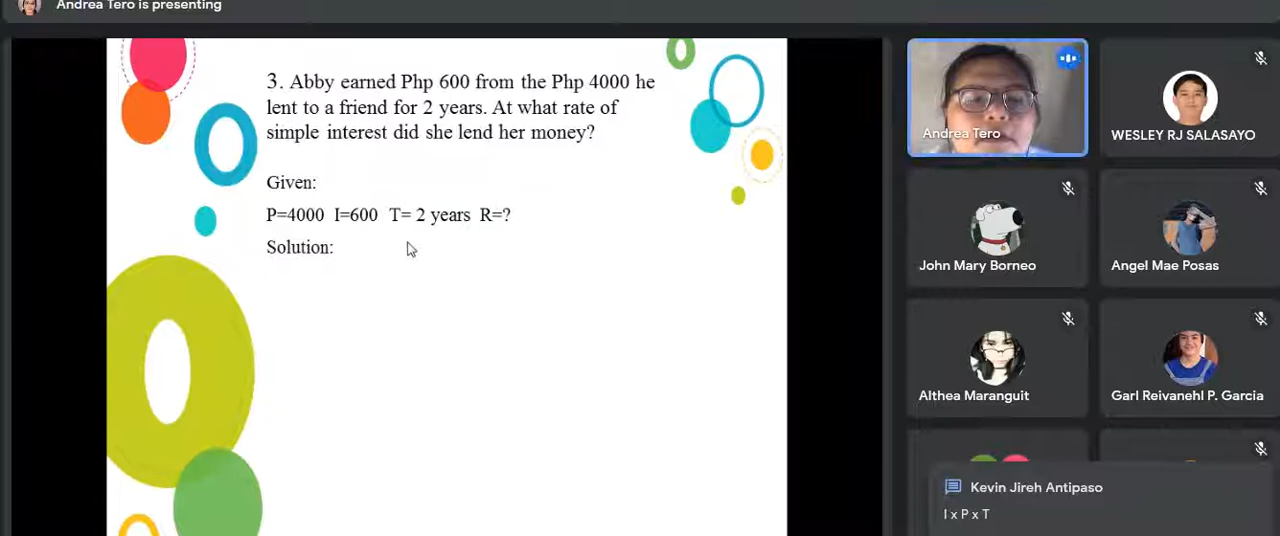 Andrea Tero is presenting
3. Abby earned Php 600 from the Php 4000 he
lent to a friend for 2 years. At what rate of
simple interest did she lend her money?
Given:
P=4000 I=600 T= 2 years R=?
Solution:
Andrea Tero
WESLEY RJ SALASAYO
John Mary Borneo
Angel Mae Posas
Althea Maranguit
Garl Reivanehl P. Garcia
Kevin Jireh Antipaso
I x P x T